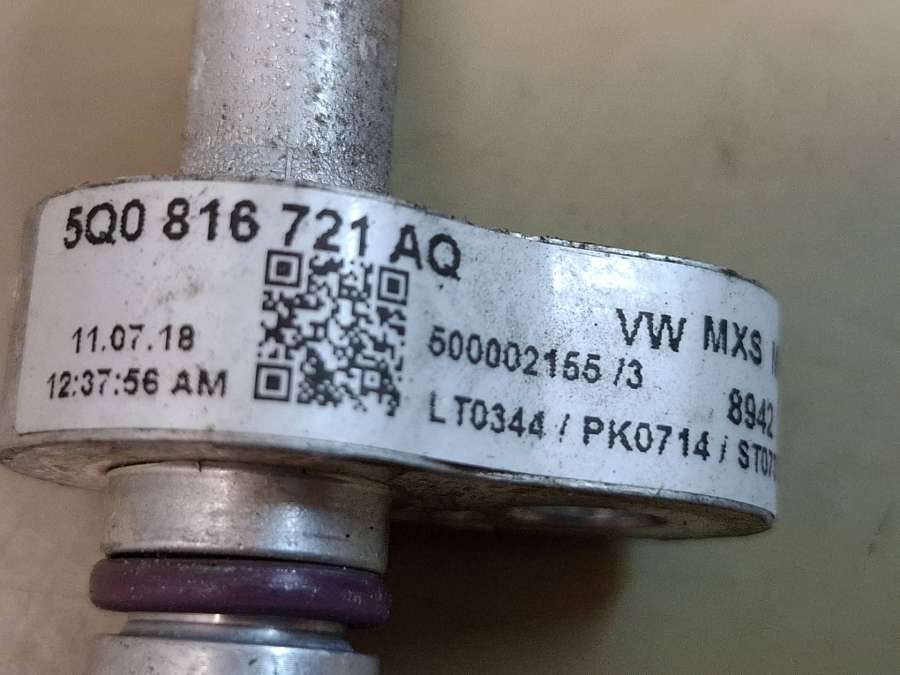 5Q0 816 721 AQ
11.07.18
12:37:56 AM
500002155 /3
LT0344 / PK0714 /
VW MXS
8942